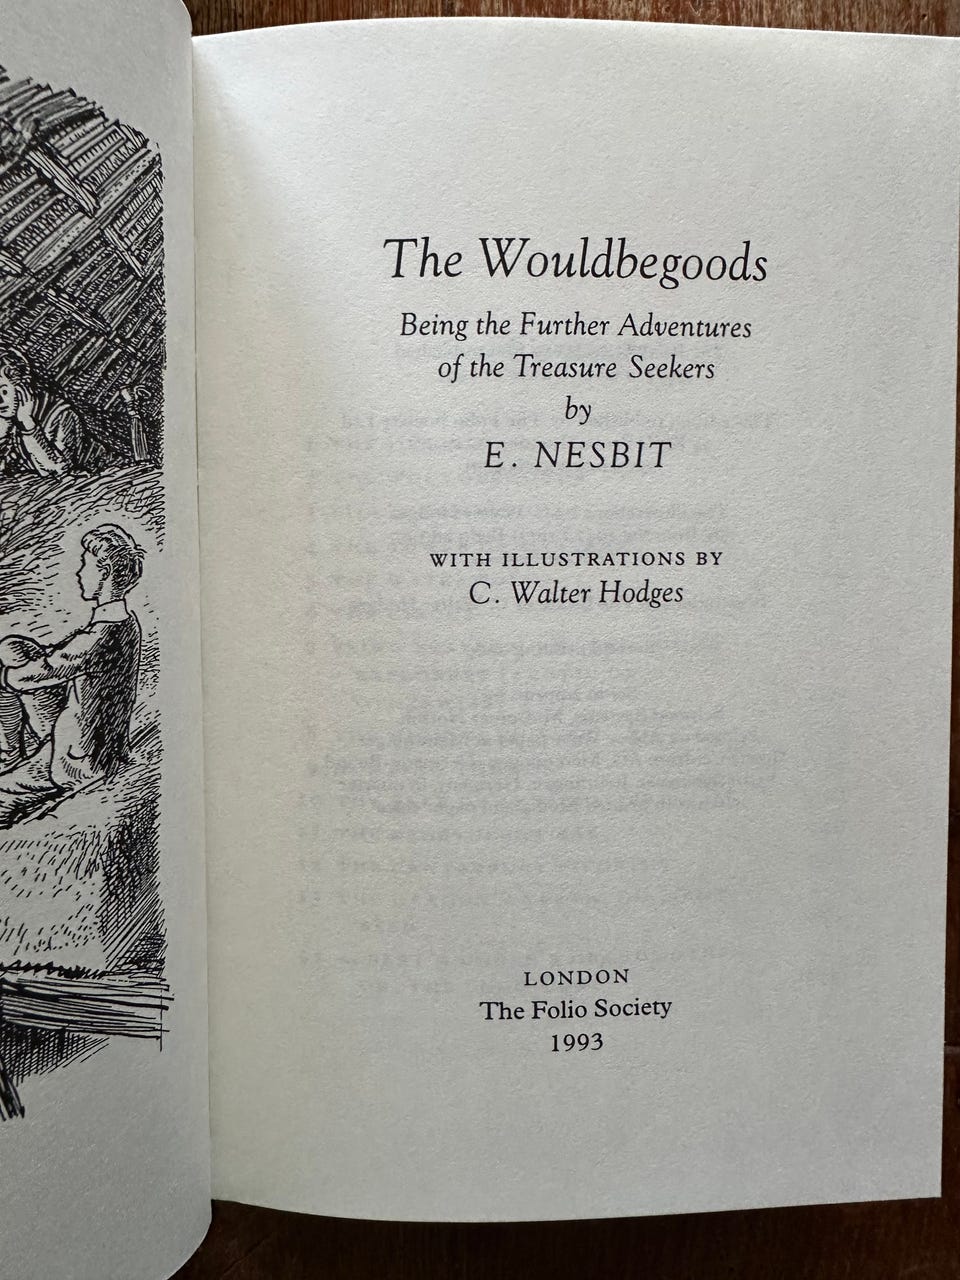 The Wouldbegoods
Being the Further Adventures
of the Treasure Seekers
by
E. NESBIT
WITH ILLUSTRATIONS BY
C. Walter Hodges
LONDON
The Folio Society
1993